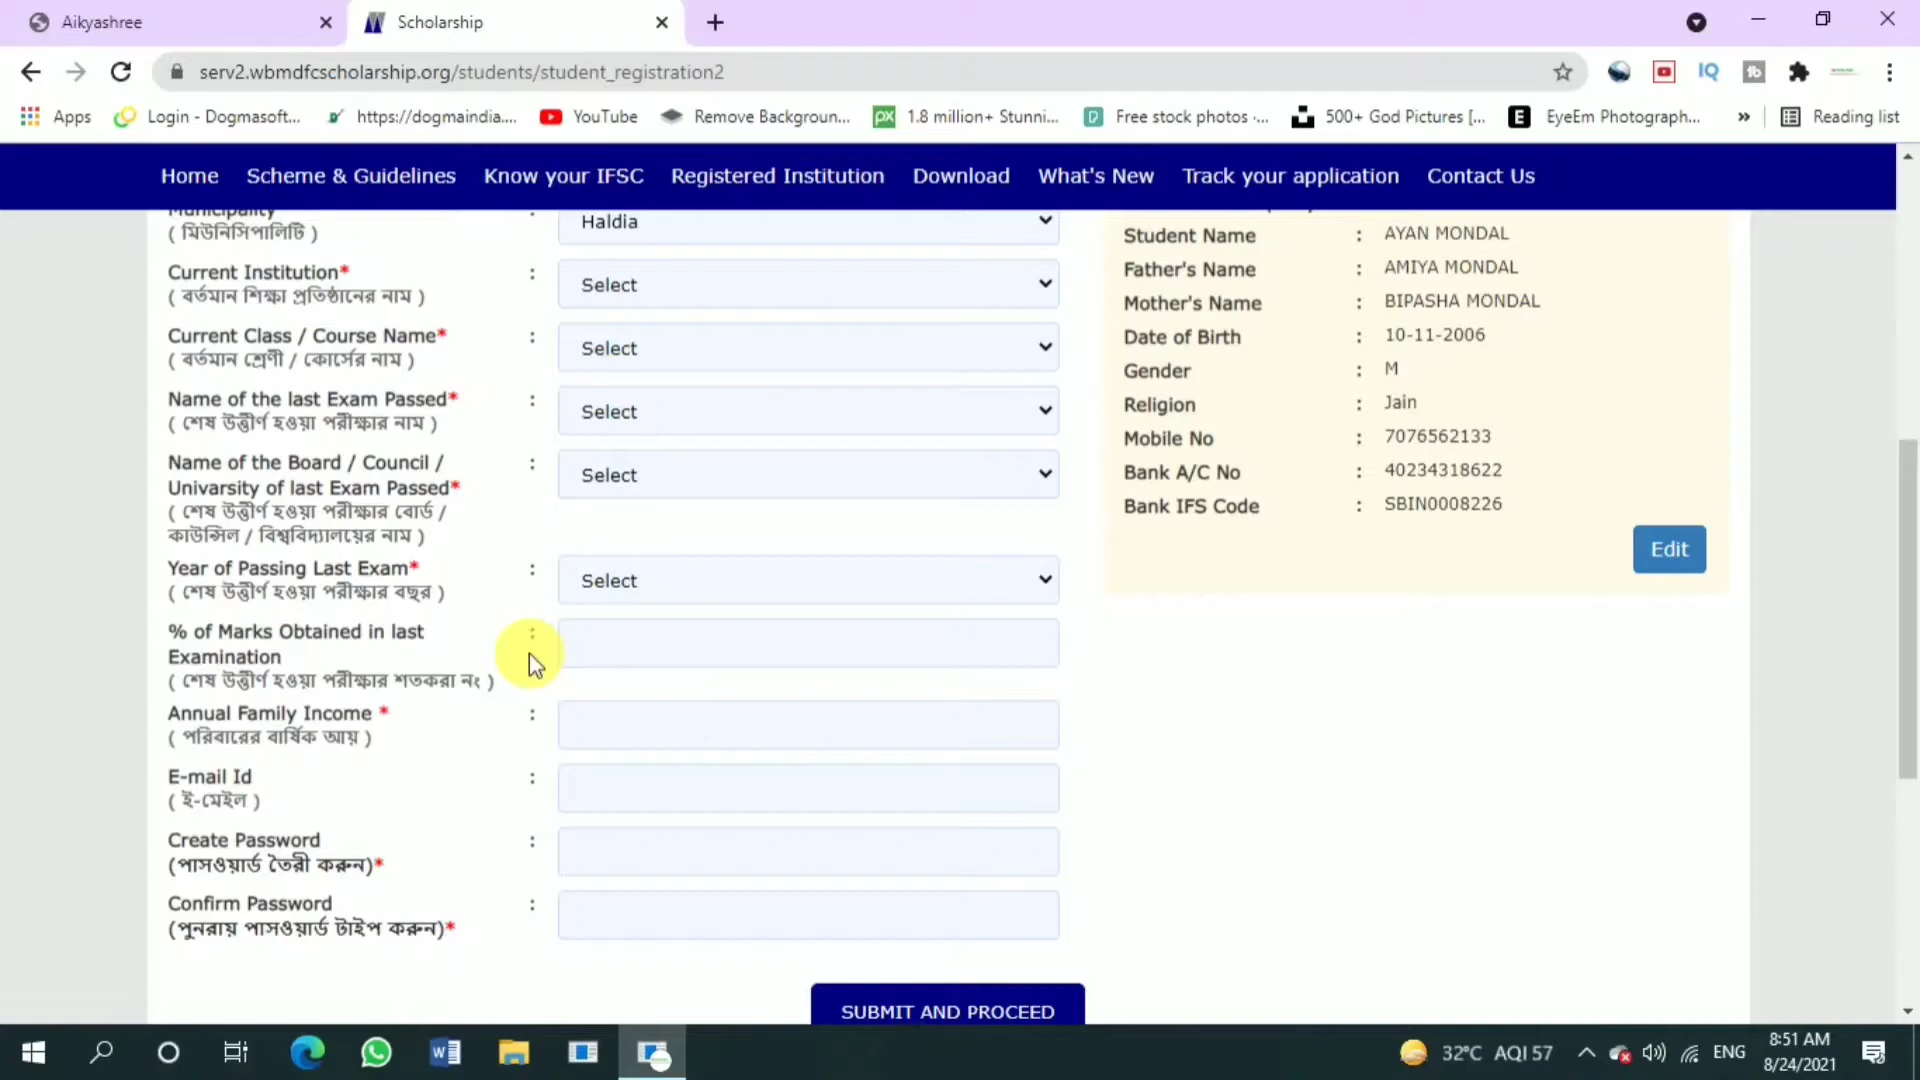 Aikyashree
Scholarship
serv2.wbmdfcscholarship.org/students/student_registration2
Apps
Login - Dogmasoft...
https://dogmaindia....
YouTube
Remove Backgroun...
1.8 million+ Stunni...
Free stock photos ·...
500+ God Pictures [...
EyeEm Photograph...
»
Reading list
Home
Scheme & Guidelines
Know your IFSC
Registered Institution
Download
What's New
Track your application
Contact Us
Municipality :
( মিউনিসিপালিটি )
Haldia
Current Institution* :
( বর্তমান শিক্ষা প্রতিষ্ঠানের নাম )
Select
Current Class / Course Name* :
( বর্তমান শ্রেণী / কোর্সের নাম )
Select
Name of the last Exam Passed* :
( শেষ উত্তীর্ণ হওয়া পরীক্ষার নাম )
Select
Name of the Board / Council / :
Univarsity of last Exam Passed*
( শেষ উত্তীর্ণ হওয়া পরীক্ষার বোর্ড /
কাউন্সিল / বিশ্ববিদ্যালয়ের নাম )
Select
Year of Passing Last Exam* :
( শেষ উত্তীর্ণ হওয়া পরীক্ষার বছর )
Select
% of Marks Obtained in last :
Examination
( শেষ উত্তীর্ণ হওয়া পরীক্ষার শতকরা নং )
Annual Family Income * :
( পরিবারের বার্ষিক আয় )
E-mail Id :
( ই-মেইল )
Create Password :
(পাসওয়ার্ড তৈরী করুন)*
Confirm Password :
(পুনরায় পাসওয়ার্ড টাইপ করুন)*
SUBMIT AND PROCEED
Student Name : AYAN MONDAL
Father's Name : AMIYA MONDAL
Mother's Name : BIPASHA MONDAL
Date of Birth : 10-11-2006
Gender : M
Religion : Jain
Mobile No : 7076562133
Bank A/C No : 40234318622
Bank IFS Code : SBIN0008226
Edit
32°C AQI 57
ENG
8:51 AM
8/24/2021